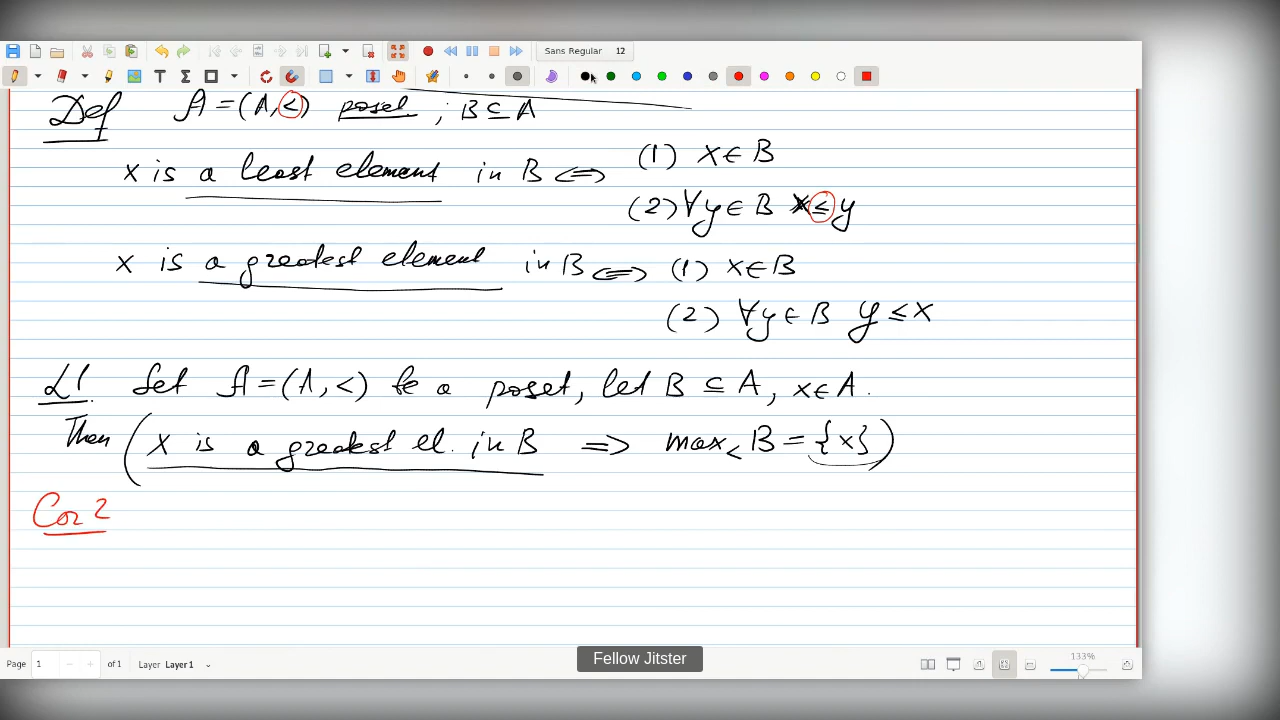 Sans Regular 12
Def 𝒜 = (A, <) poset ; B ⊆ A
x is a least element in B ⟺ (1) x ∈ B
(2) ∀y ∈ B x ≤ y
x is a greatest element in B ⟺ (1) x ∈ B
(2) ∀y ∈ B y ≤ x
L1. Let 𝒜 = (A, <) be a poset, let B ⊆ A, x ∈ A.
Then (x is a greatest el. in B ⟹ max< B = {x})
Cor 2
Fellow Jitster
Page 1 of 1 Layer Layer 1 133%